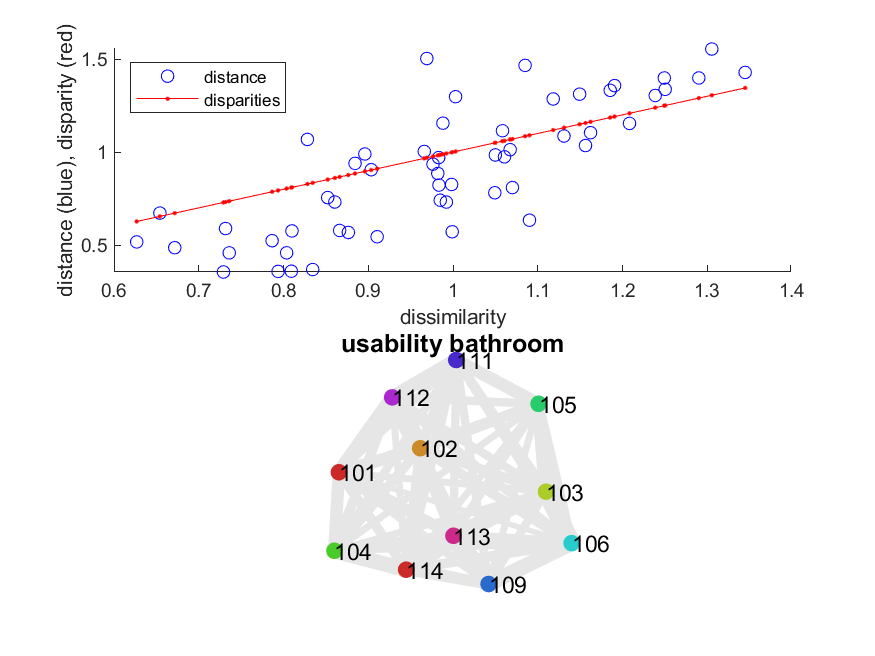 distance (blue), disparity (red)
1.5
1
0.5
distance
disparities
0.6 0.7 0.8 0.9 1 1.1 1.2 1.3 1.4
dissimilarity
usability bathroom
111
112
105
102
101
103
113
106
104
114
109